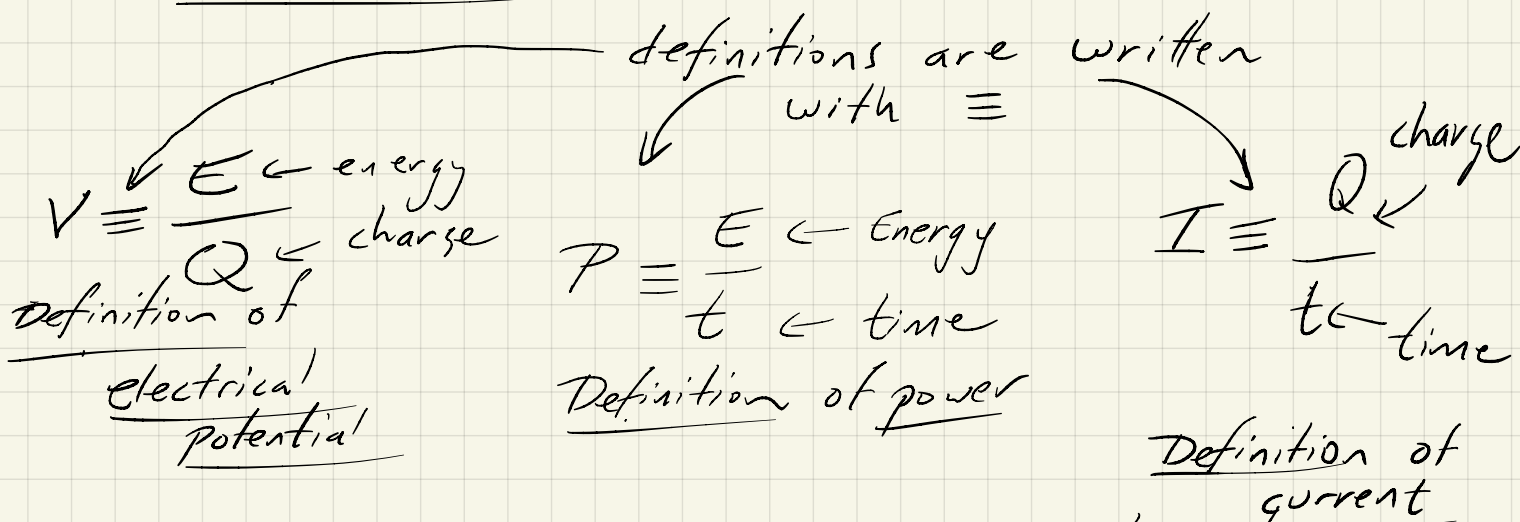 definitions are written
with ≡
V ≡ E/Q
← energy
← charge
Definition of
electrical
potential
P ≡ E/t
← Energy
← time
Definition of power
I ≡ Q/t
charge
← time
Definition of
current